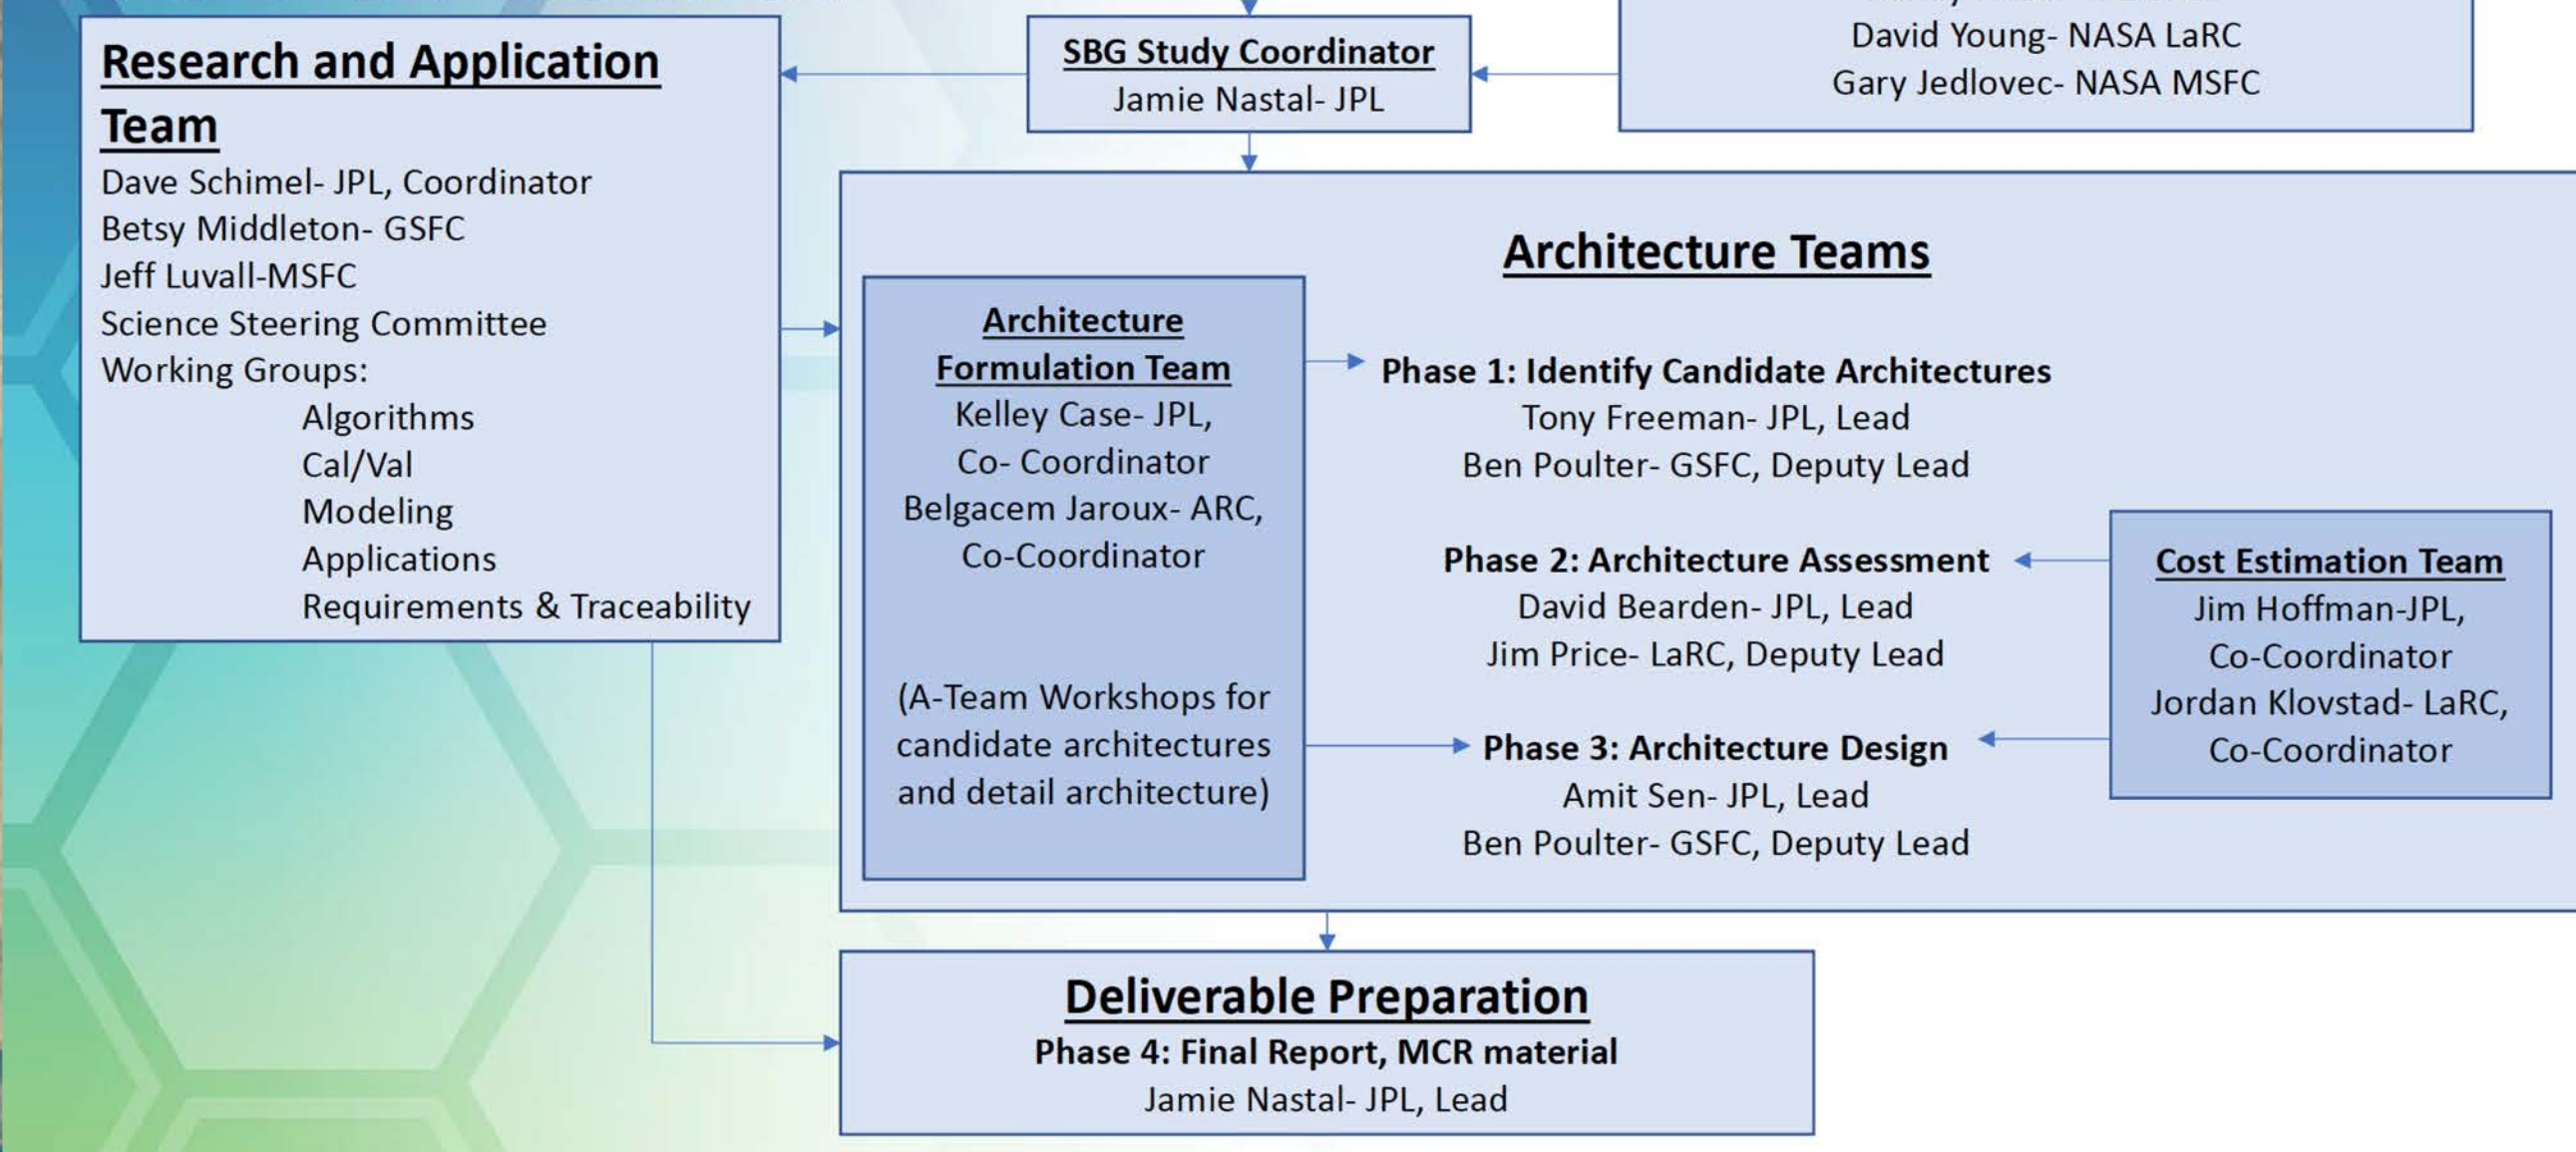 Research and Application
Team
Dave Schimel- JPL, Coordinator
Betsy Middleton- GSFC
Jeff Luvall-MSFC
Science Steering Committee
Working Groups:
Algorithms
Cal/Val
Modeling
Applications
Requirements & Traceability
SBG Study Coordinator
Jamie Nastal- JPL
David Young- NASA LaRC
Gary Jedlovec- NASA MSFC
Architecture Teams
Architecture
Formulation Team
Kelley Case- JPL,
Co- Coordinator
Belgacem Jaroux- ARC,
Co-Coordinator
(A-Team Workshops for
candidate architectures
and detail architecture)
Phase 1: Identify Candidate Architectures
Tony Freeman- JPL, Lead
Ben Poulter- GSFC, Deputy Lead
Phase 2: Architecture Assessment
David Bearden- JPL, Lead
Jim Price- LaRC, Deputy Lead
Phase 3: Architecture Design
Amit Sen- JPL, Lead
Ben Poulter- GSFC, Deputy Lead
Cost Estimation Team
Jim Hoffman-JPL,
Co-Coordinator
Jordan Klovstad- LaRC,
Co-Coordinator
Deliverable Preparation
Phase 4: Final Report, MCR material
Jamie Nastal- JPL, Lead